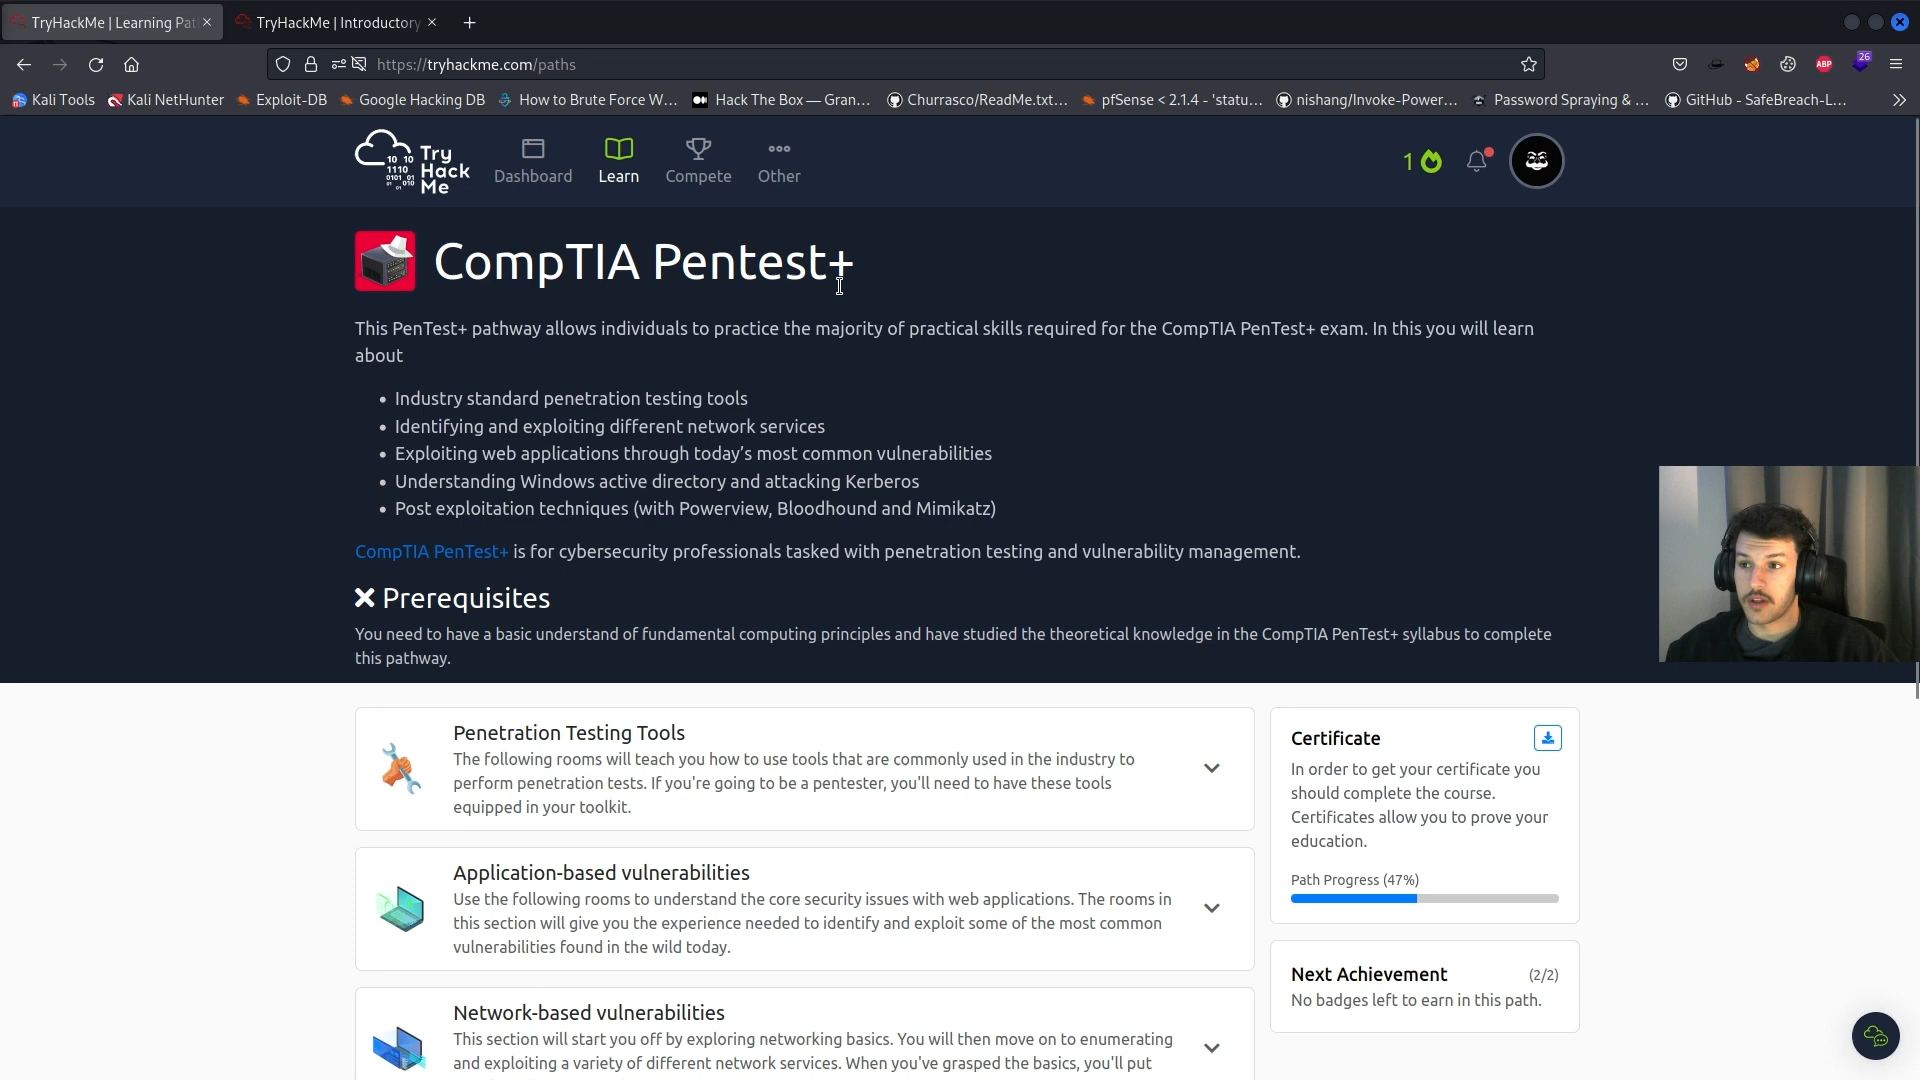 TryHackMe | Learning Pat
TryHackMe | Introductory
https://tryhackme.com/paths
ABP
26
Kali Tools
Kali NetHunter
Exploit-DB
Google Hacking DB
How to Brute Force W...
Hack The Box — Gran...
Churrasco/ReadMe.txt...
pfSense < 2.1.4 - 'statu...
nishang/Invoke-Power...
Password Spraying & ...
GitHub - SafeBreach-L...
10 10
1110
0101 01
01 010
Try
Hack
Me
Dashboard
Learn
Compete
Other
1
CompTIA Pentest+
This PenTest+ pathway allows individuals to practice the majority of practical skills required for the CompTIA PenTest+ exam. In this you will learn
about
• Industry standard penetration testing tools
• Identifying and exploiting different network services
• Exploiting web applications through today's most common vulnerabilities
• Understanding Windows active directory and attacking Kerberos
• Post exploitation techniques (with Powerview, Bloodhound and Mimikatz)
CompTIA PenTest+ is for cybersecurity professionals tasked with penetration testing and vulnerability management.
Prerequisites
You need to have a basic understand of fundamental computing principles and have studied the theoretical knowledge in the CompTIA PenTest+ syllabus to complete
this pathway.
Penetration Testing Tools
The following rooms will teach you how to use tools that are commonly used in the industry to
perform penetration tests. If you're going to be a pentester, you'll need to have these tools
equipped in your toolkit.
Application-based vulnerabilities
Use the following rooms to understand the core security issues with web applications. The rooms in
this section will give you the experience needed to identify and exploit some of the most common
vulnerabilities found in the wild today.
Network-based vulnerabilities
This section will start you off by exploring networking basics. You will then move on to enumerating
and exploiting a variety of different network services. When you've grasped the basics, you'll put
Certificate
In order to get your certificate you
should complete the course.
Certificates allow you to prove your
education.
Path Progress (47%)
Next Achievement (2/2)
No badges left to earn in this path.